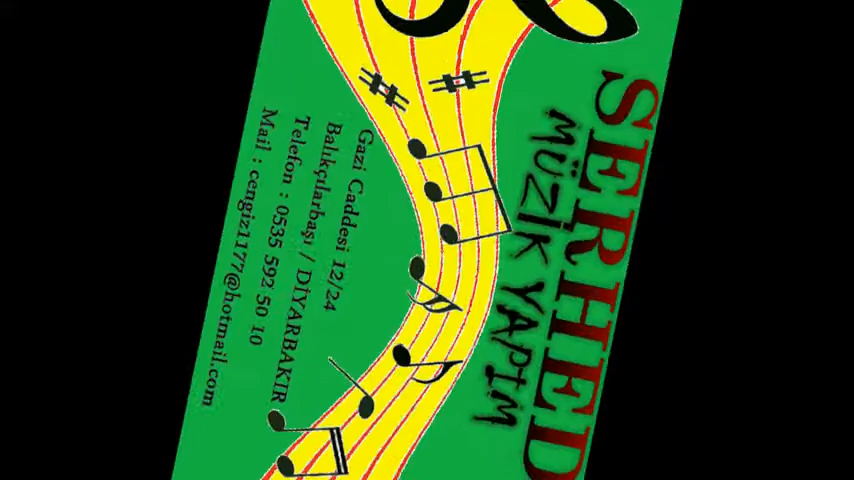 SERHED
MÜZİK YAPIM
Gazi Caddesi 12/24
Balıkçılarbaşı / DİYARBAKIR
Telefon : 0535 592 50 10
Mail : cengiz1177@hotmail.com